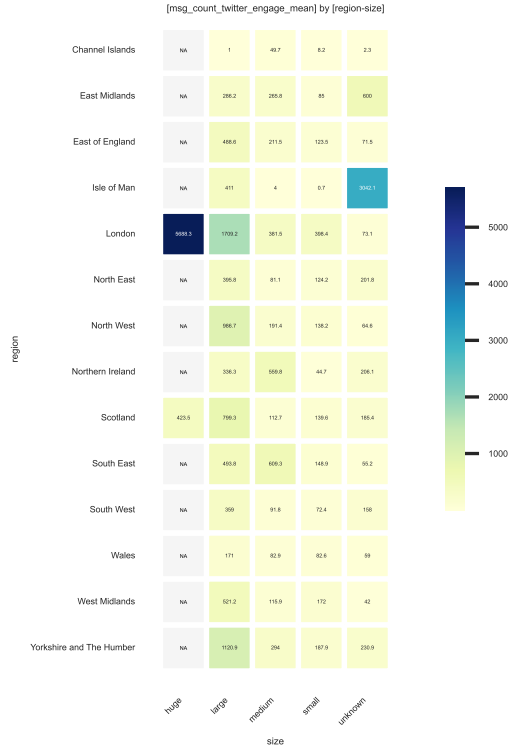 [msg_count_twitter_engage_mean] by [region-size]
Channel Islands NA 1 49.7 8.2 2.3
East Midlands NA 286.2 265.8 85 600
East of England NA 488.6 211.5 123.5 71.5
Isle of Man NA 411 4 0.7 3042.1
London 5688.3 1709.2 381.5 398.4 73.1
North East NA 395.8 81.1 124.2 201.8
North West NA 986.7 191.4 138.2 64.6
Northern Ireland NA 336.3 559.8 44.7 208.1
Scotland 423.5 799.3 112.7 139.6 185.4
South East NA 493.8 609.3 148.9 55.2
South West NA 359 91.8 72.4 158
Wales NA 171 82.9 82.6 59
West Midlands NA 521.2 115.9 172 42
Yorkshire and The Humber NA 1120.9 294 187.9 230.9
huge large medium small unknown
size
region
5000
4000
3000
2000
1000